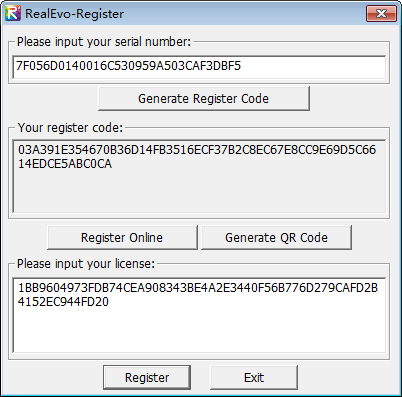 RealEvo-Register
Please input your serial number:
7F056D0140016C530959A503CAF3DBF5
Generate Register Code
Your register code:
03A391E354670B36D14FB3516ECF37B2C8EC67E8CC9E69D5C66
14EDCE5ABC0CA
Register Online
Generate QR Code
Please input your license:
1BB9604973FDB74CEA908343BE4A2E3440F56B776D279CAFD2B
4152EC944FD20
Register
Exit